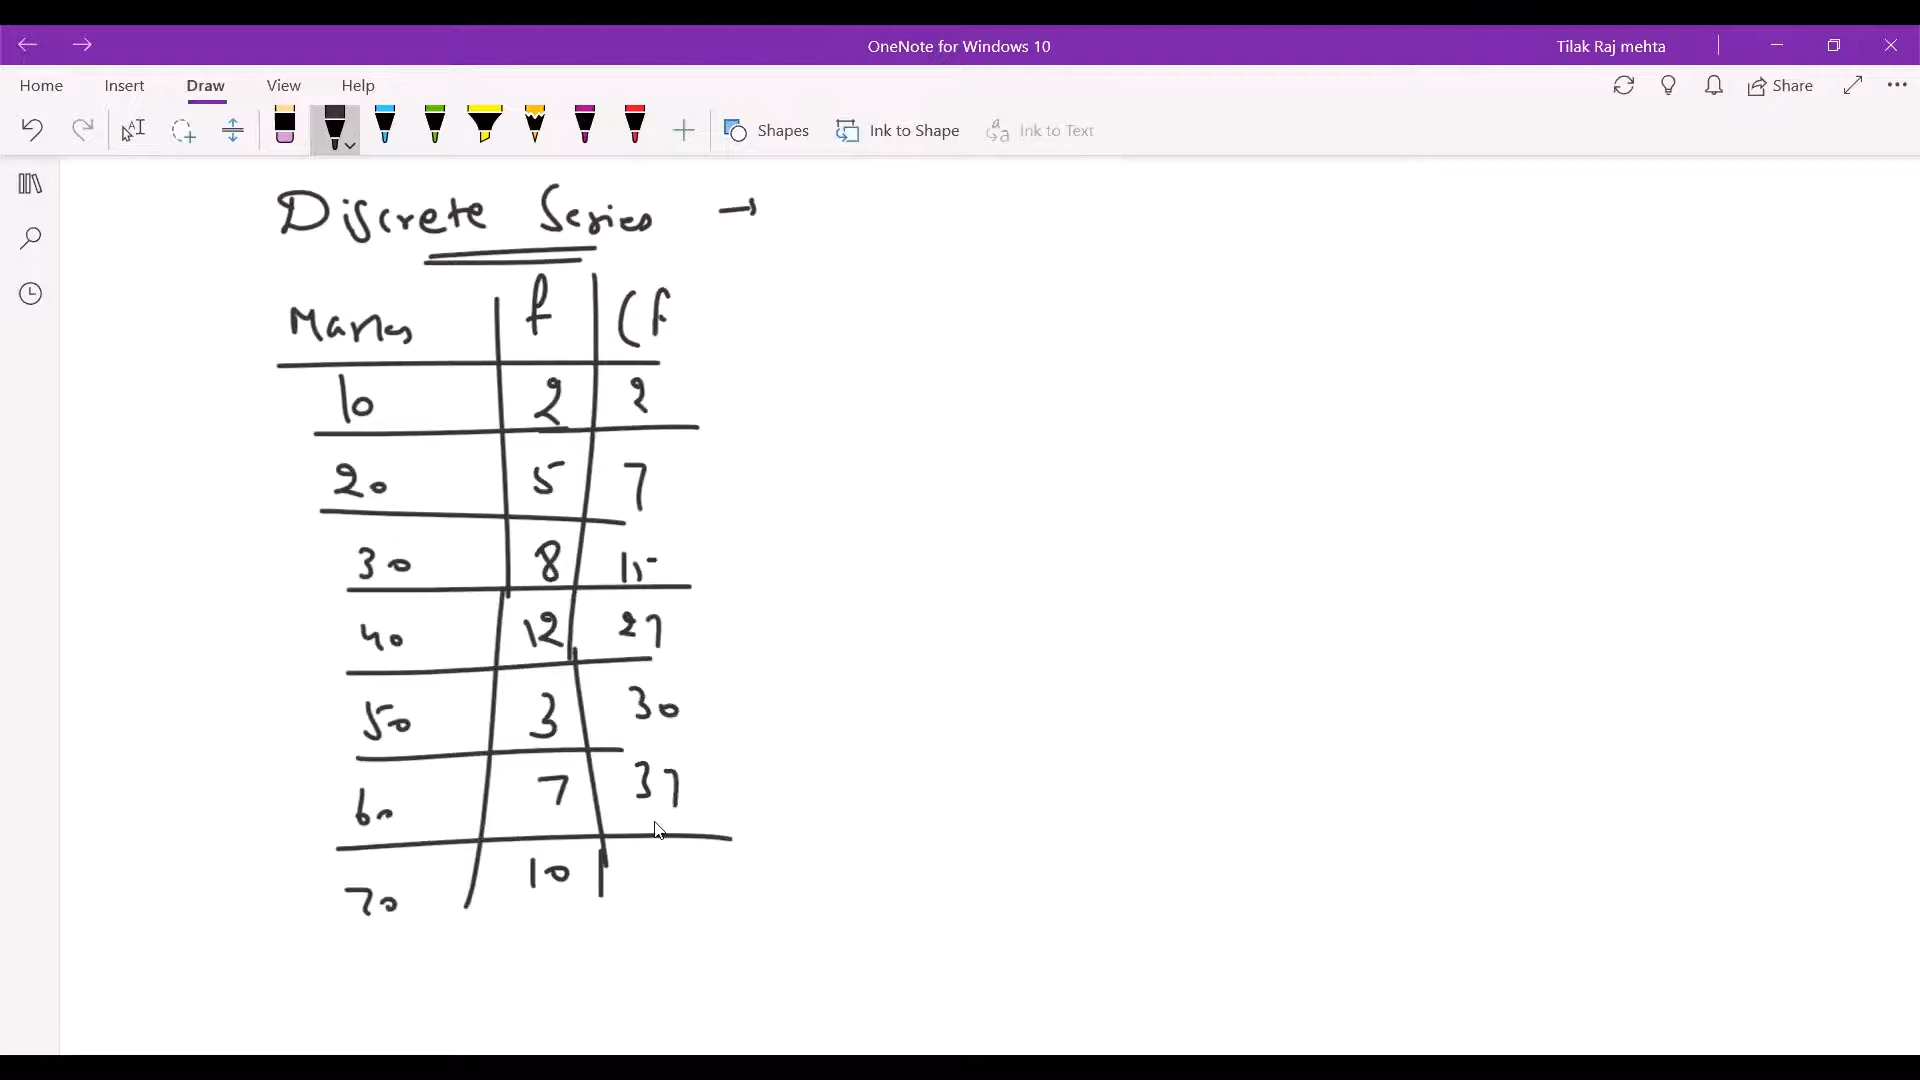 OneNote for Windows 10
Tilak Raj mehta
Home Insert Draw View Help
Share
Shapes Ink to Shape Ink to Text
Discrete Series →
Marks f Cf
10 2 2
20 5 7
30 8 15
40 12 27
50 3 30
60 7 37
70 10